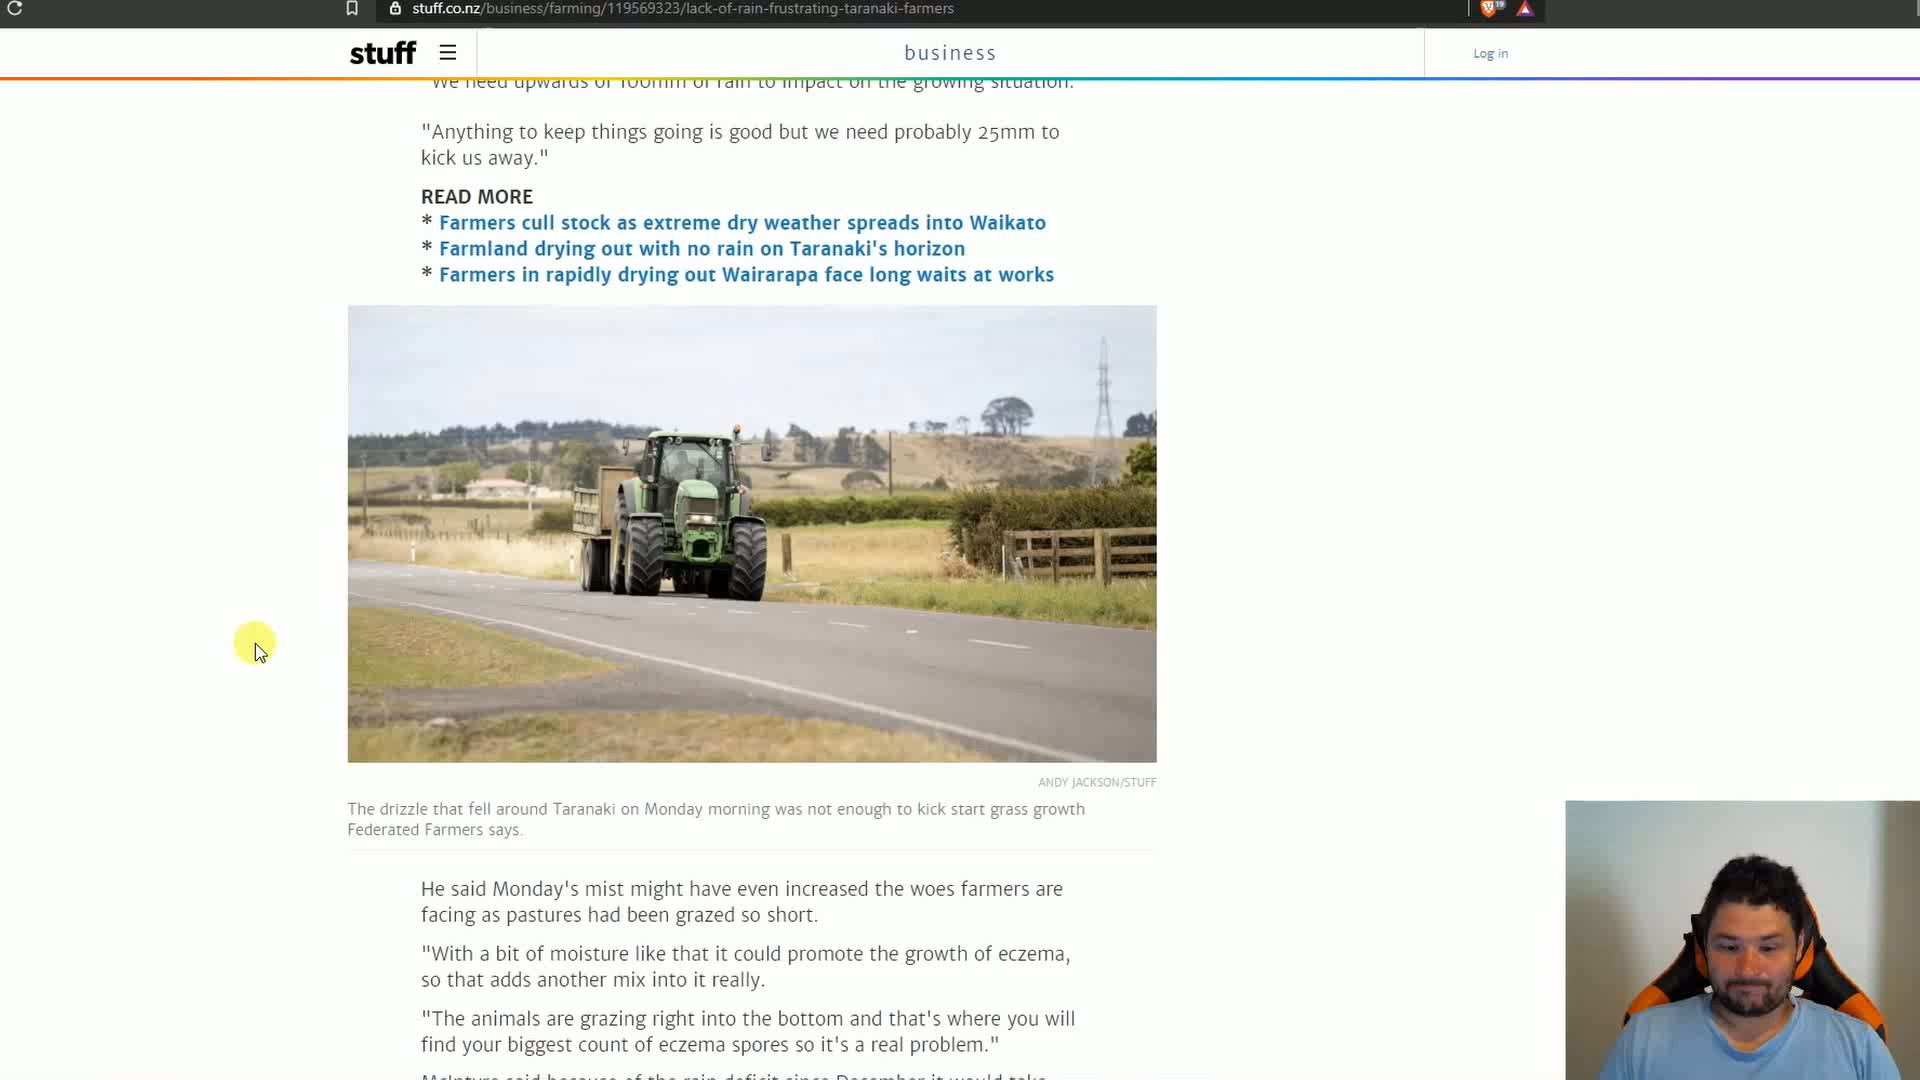 stuff.co.nz/business/farming/119569323/lack-of-rain-frustrating-taranaki-farmers
19
stuff
business
Log in
"We need upwards of 100mm of rain to impact on the growing situation.
"Anything to keep things going is good but we need probably 25mm to
kick us away."
READ MORE
* Farmers cull stock as extreme dry weather spreads into Waikato
* Farmland drying out with no rain on Taranaki's horizon
* Farmers in rapidly drying out Wairarapa face long waits at works
ANDY JACKSON/STUFF
The drizzle that fell around Taranaki on Monday morning was not enough to kick start grass growth
Federated Farmers says.
He said Monday's mist might have even increased the woes farmers are
facing as pastures had been grazed so short.
"With a bit of moisture like that it could promote the growth of eczema,
so that adds another mix into it really.
"The animals are grazing right into the bottom and that's where you will
find your biggest count of eczema spores so it's a real problem."
McIntyre said because of the rain deficit since December it would take